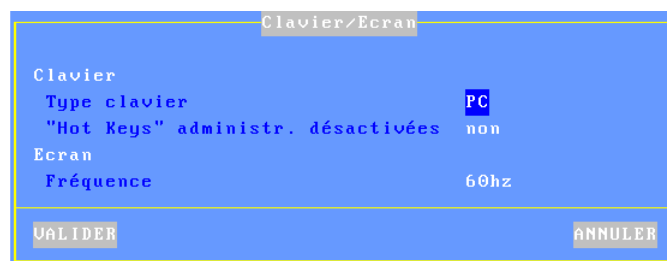 Clavier/Ecran
Clavier
Type clavier PC
"Hot Keys" administr. désactivées non
Ecran
Fréquence 60hz
VALIDER ANNULER